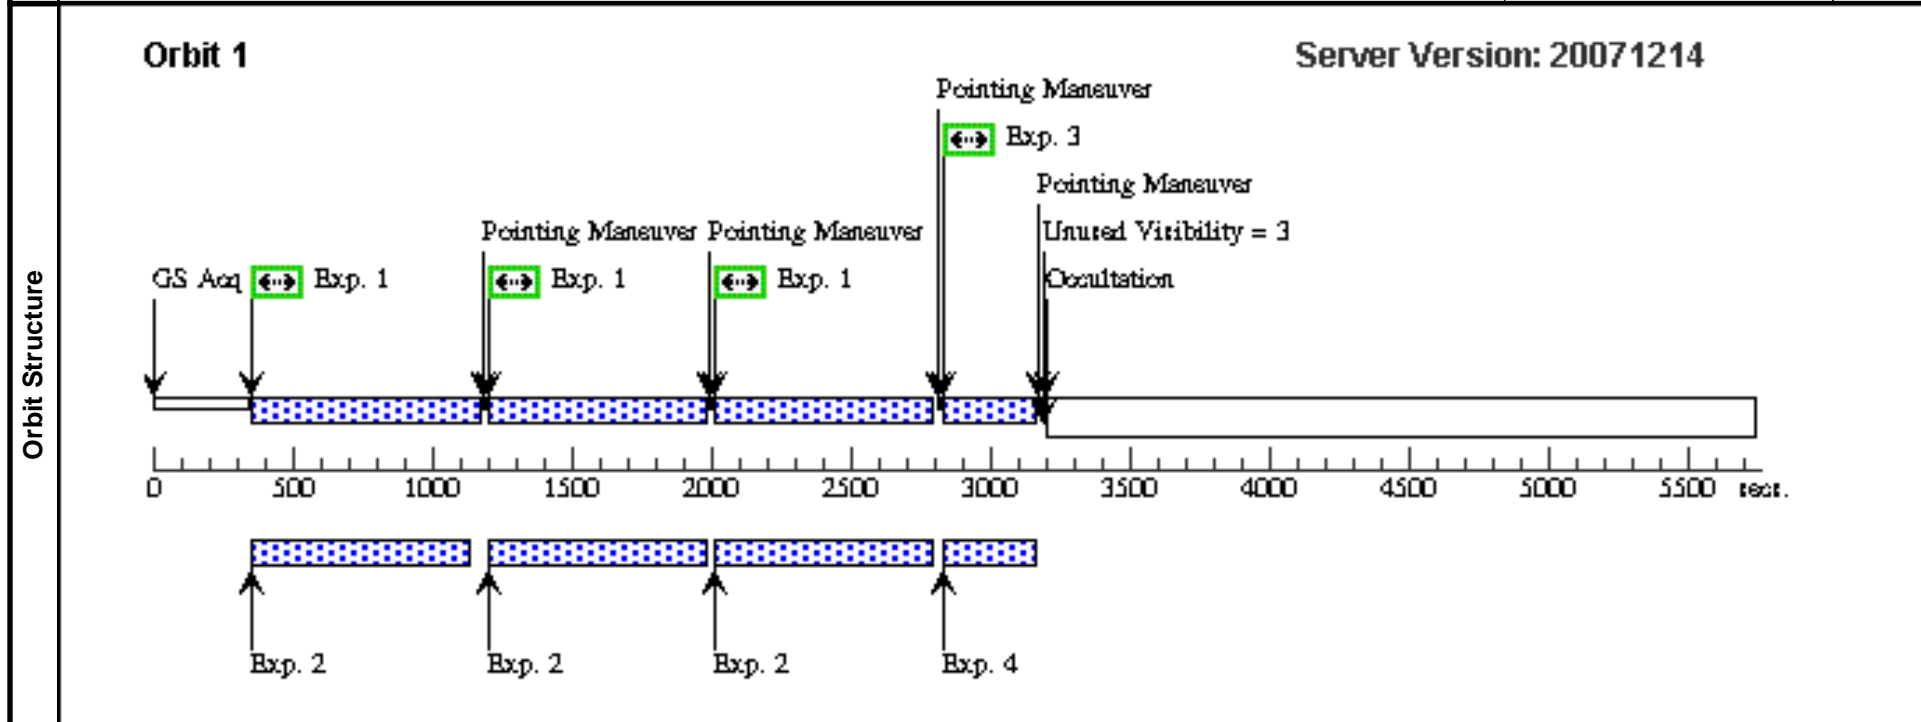 Orbit Structure
Orbit 1
Server Version: 20071214
Pointing Maneuver
Exp. 3
Pointing Maneuver
Pointing Maneuver Pointing Maneuver
Unused Visibility = 3
GS Acq
Exp. 1
Exp. 1
Exp. 1
Occultation
0 500 1000 1500 2000 2500 3000 3500 4000 4500 5000 5500 secs.
Exp. 2
Exp. 2
Exp. 2
Exp. 4